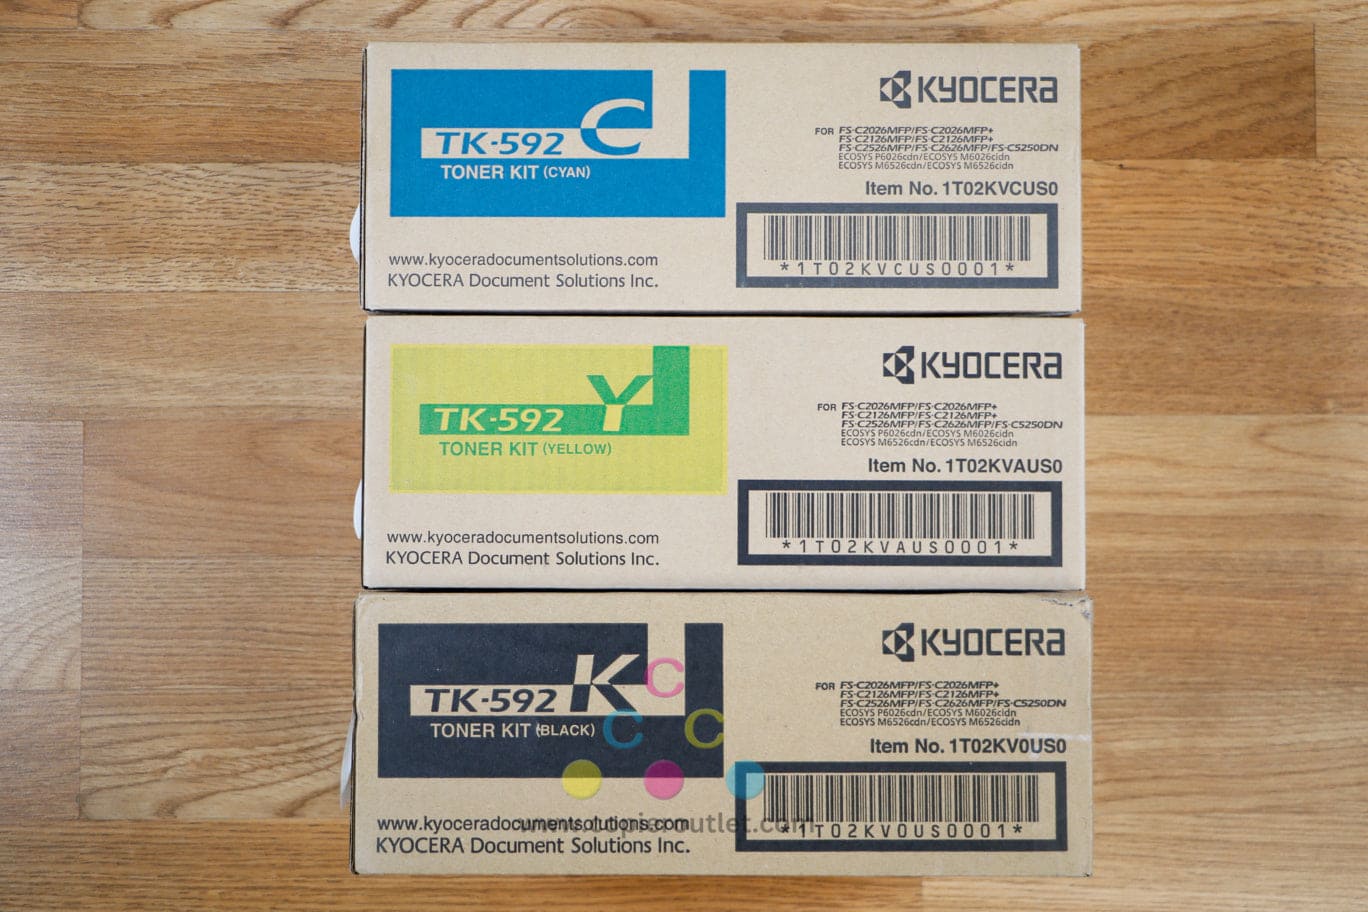 C
TK-592
TONER KIT (CYAN)
www.kyoceradocumentsolutions.com
KYOCERA Document Solutions Inc.
KYOCERA
FOR FS-C2026MFP/FS-C2026MFP+
FS-C2126MFP/FS-C2126MFP+
FS-C2526MFP/FS-C2626MFP/FS-C5250DN
ECOSYS P6026cdn/ECOSYS M6026cidn
ECOSYS M6526cdn/ECOSYS M6526cidn
Item No. 1T02KVCUS0
*1T02KVCUS0001*
Y
TK-592
TONER KIT (YELLOW)
www.kyoceradocumentsolutions.com
KYOCERA Document Solutions Inc.
KYOCERA
FOR FS-C2026MFP/FS-C2026MFP+
FS-C2126MFP/FS-C2126MFP+
FS-C2526MFP/FS-C2626MFP/FS-C5250DN
ECOSYS P6026cdn/ECOSYS M6026cidn
ECOSYS M6526cdn/ECOSYS M6526cidn
Item No. 1T02KVAUS0
*1T02KVAUS0001*
K
TK-592
TONER KIT (BLACK)
www.kyoceradocumentsolutions.com
KYOCERA Document Solutions Inc.
KYOCERA
FOR FS-C2026MFP/FS-C2026MFP+
FS-C2126MFP/FS-C2126MFP+
FS-C2526MFP/FS-C2626MFP/FS-C5250DN
ECOSYS P6026cdn/ECOSYS M6026cidn
ECOSYS M6526cdn/ECOSYS M6526cidn
Item No. 1T02KV0US0
*1T02KV0US0001*
C
C C
www.copieroutlet.com